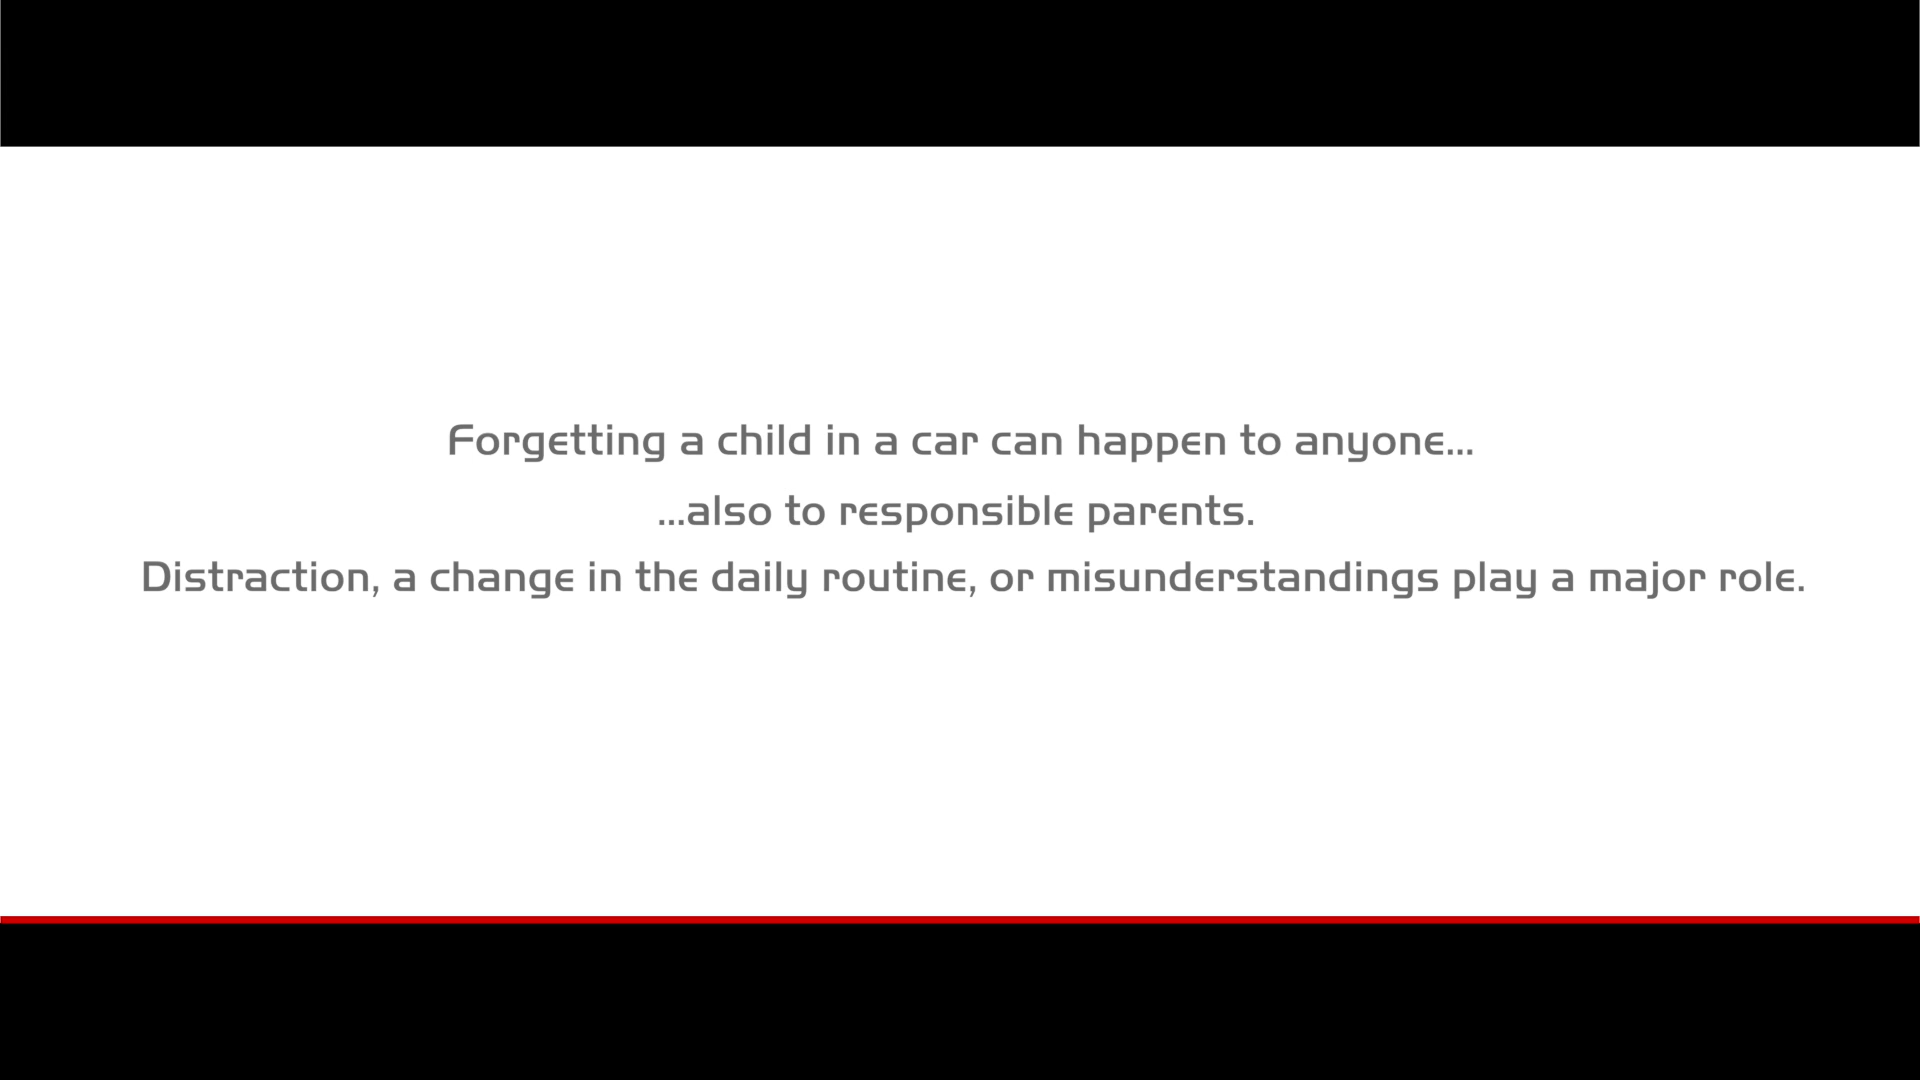 Forgetting a child in a car can happen to anyone...
...also to responsible parents.
Distraction, a change in the daily routine, or misunderstandings play a major role.